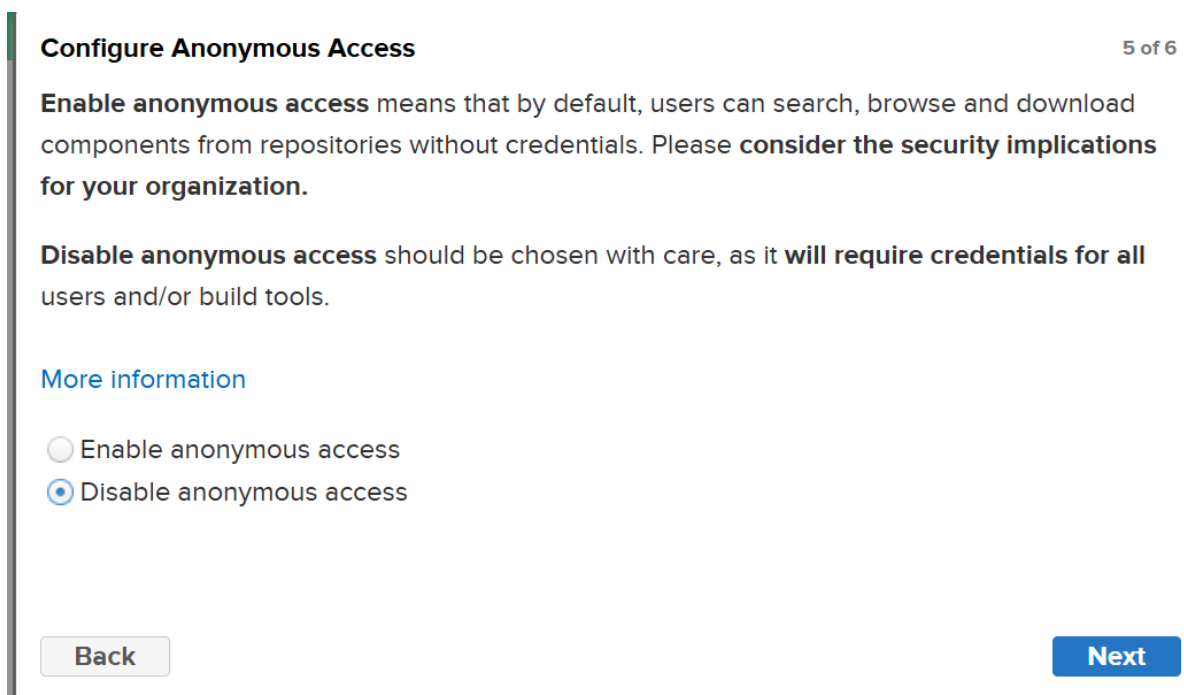 Configure Anonymous Access
5 of 6
Enable anonymous access means that by default, users can search, browse and download
components from repositories without credentials. Please consider the security implications
for your organization.
Disable anonymous access should be chosen with care, as it will require credentials for all
users and/or build tools.
More information
Enable anonymous access
Disable anonymous access
Back
Next